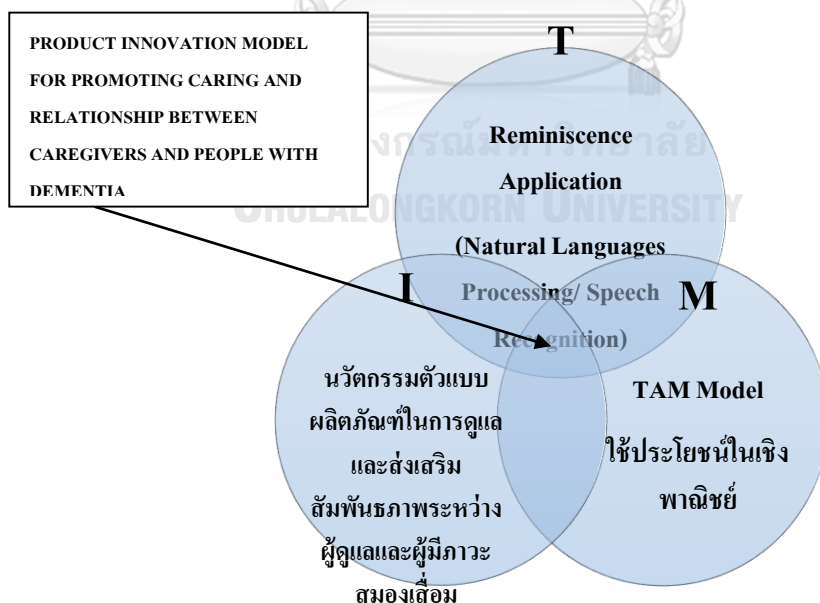 PRODUCT INNOVATION MODEL
FOR PROMOTING CARING AND
RELATIONSHIP BETWEEN
CAREGIVERS AND PEOPLE WITH
DEMENTIA
T
Reminiscence
Application
(Natural Languages
Processing/ Speech
Recognition)
I
นวัตกรรมตัวแบบ
ผลิตภัณฑ์ในการดูแล
และส่งเสริม
สัมพันธภาพระหว่าง
ผู้ดูแลและผู้มีภาวะ
สมองเสื่อม
M
TAM Model
ใช้ประโยชน์ในเชิง
พาณิชย์
CHULALONGKORN UNIVERSITY